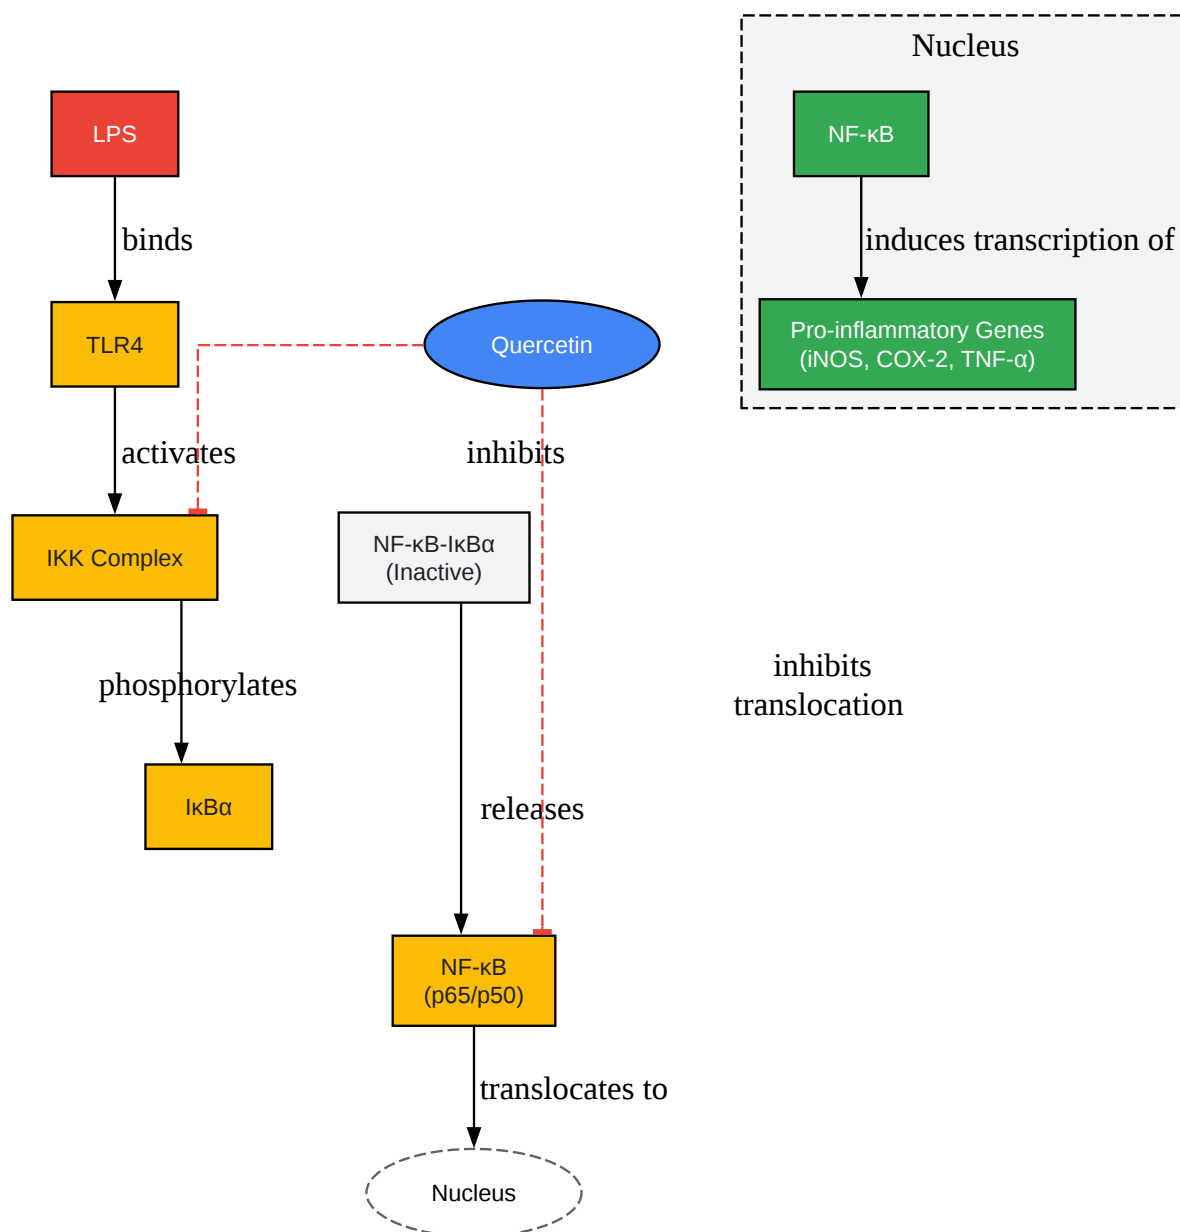 Nucleus
LPS
NF-κB
binds
induces transcription of
TLR4
Quercetin
Pro-inflammatory Genes
(iNOS, COX-2, TNF-α)
activates
inhibits
IKK Complex
NF-κB-IκBα
(Inactive)
phosphorylates
inhibits
translocation
IκBα
releases
NF-κB
(p65/p50)
translocates to
Nucleus